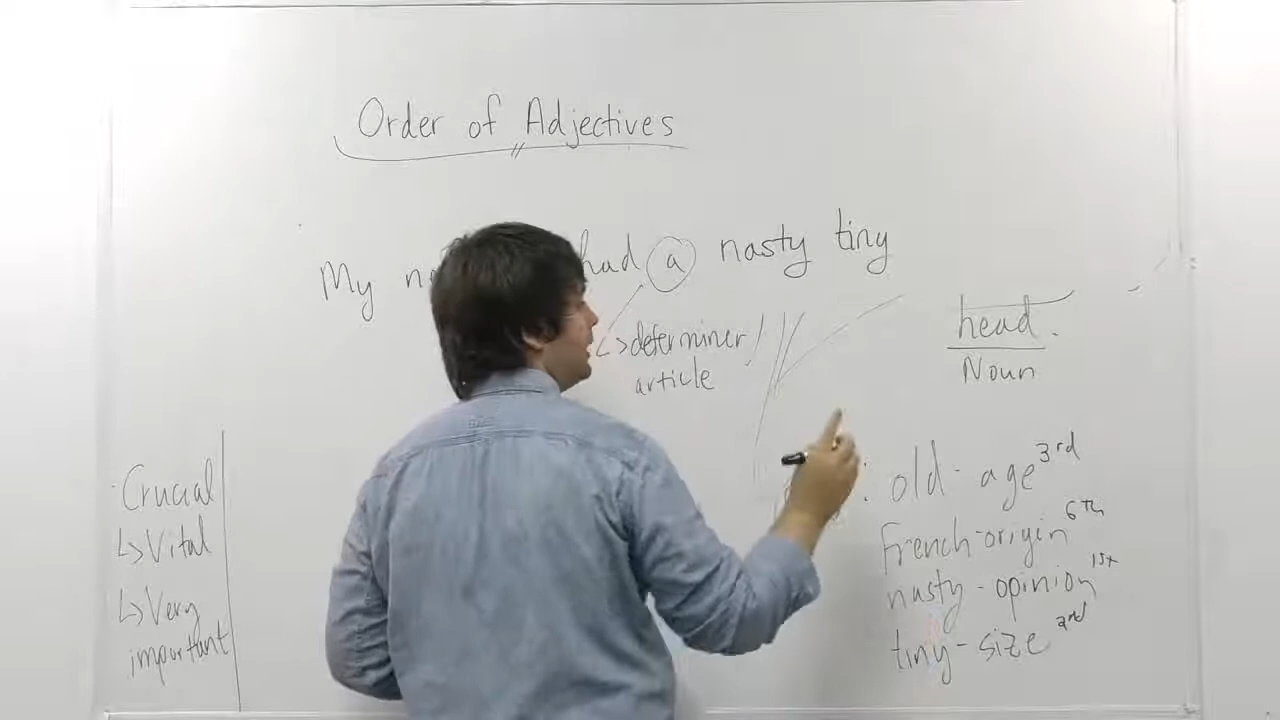 Order of Adjectives
My had a nasty tiny
↳determiner!
article
head.
Noun
Crucial
↳Vital
↳Very
important
: old - age 3rd
French-origin 6th
nasty - opinion 1st
tiny - size 2nd